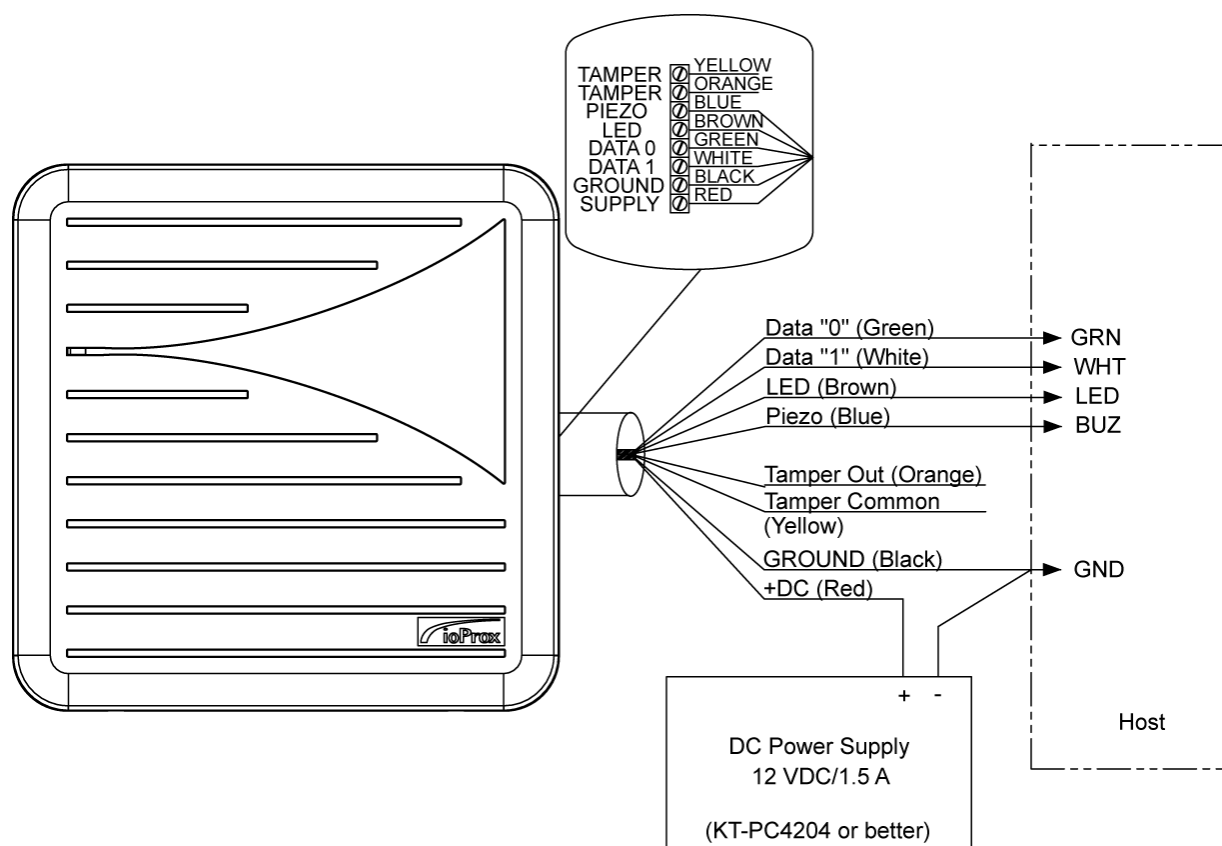 TAMPER YELLOW
TAMPER ORANGE
PIEZO BLUE
LED BROWN
DATA 0 GREEN
DATA 1 WHITE
GROUND BLACK
SUPPLY RED
Data "0" (Green) GRN
Data "1" (White) WHT
LED (Brown) LED
Piezo (Blue) BUZ
Tamper Out (Orange)
Tamper Common
(Yellow)
GROUND (Black) GND
+DC (Red)
ioProx
+ -
DC Power Supply
12 VDC/1.5 A
(KT-PC4204 or better)
Host